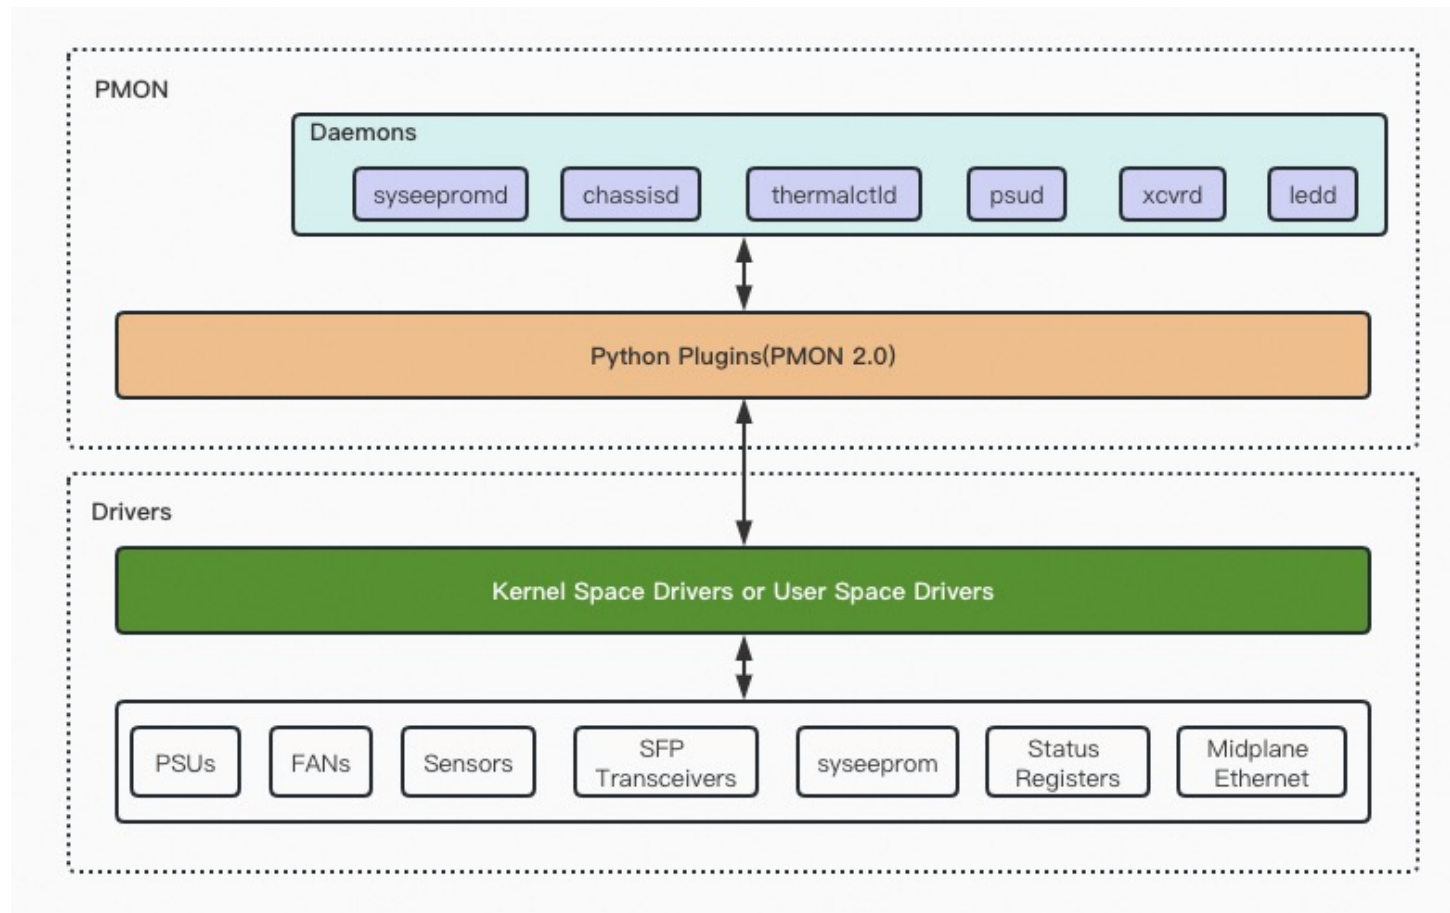 PMON
Daemons
syseepromd
chassisd
thermalctld
psud
xcvrd
ledd
Python Plugins(PMON 2.0)
Drivers
Kernel Space Drivers or User Space Drivers
PSUs
FANs
Sensors
SFP
Transceivers
syseeprom
Status
Registers
Midplane
Ethernet